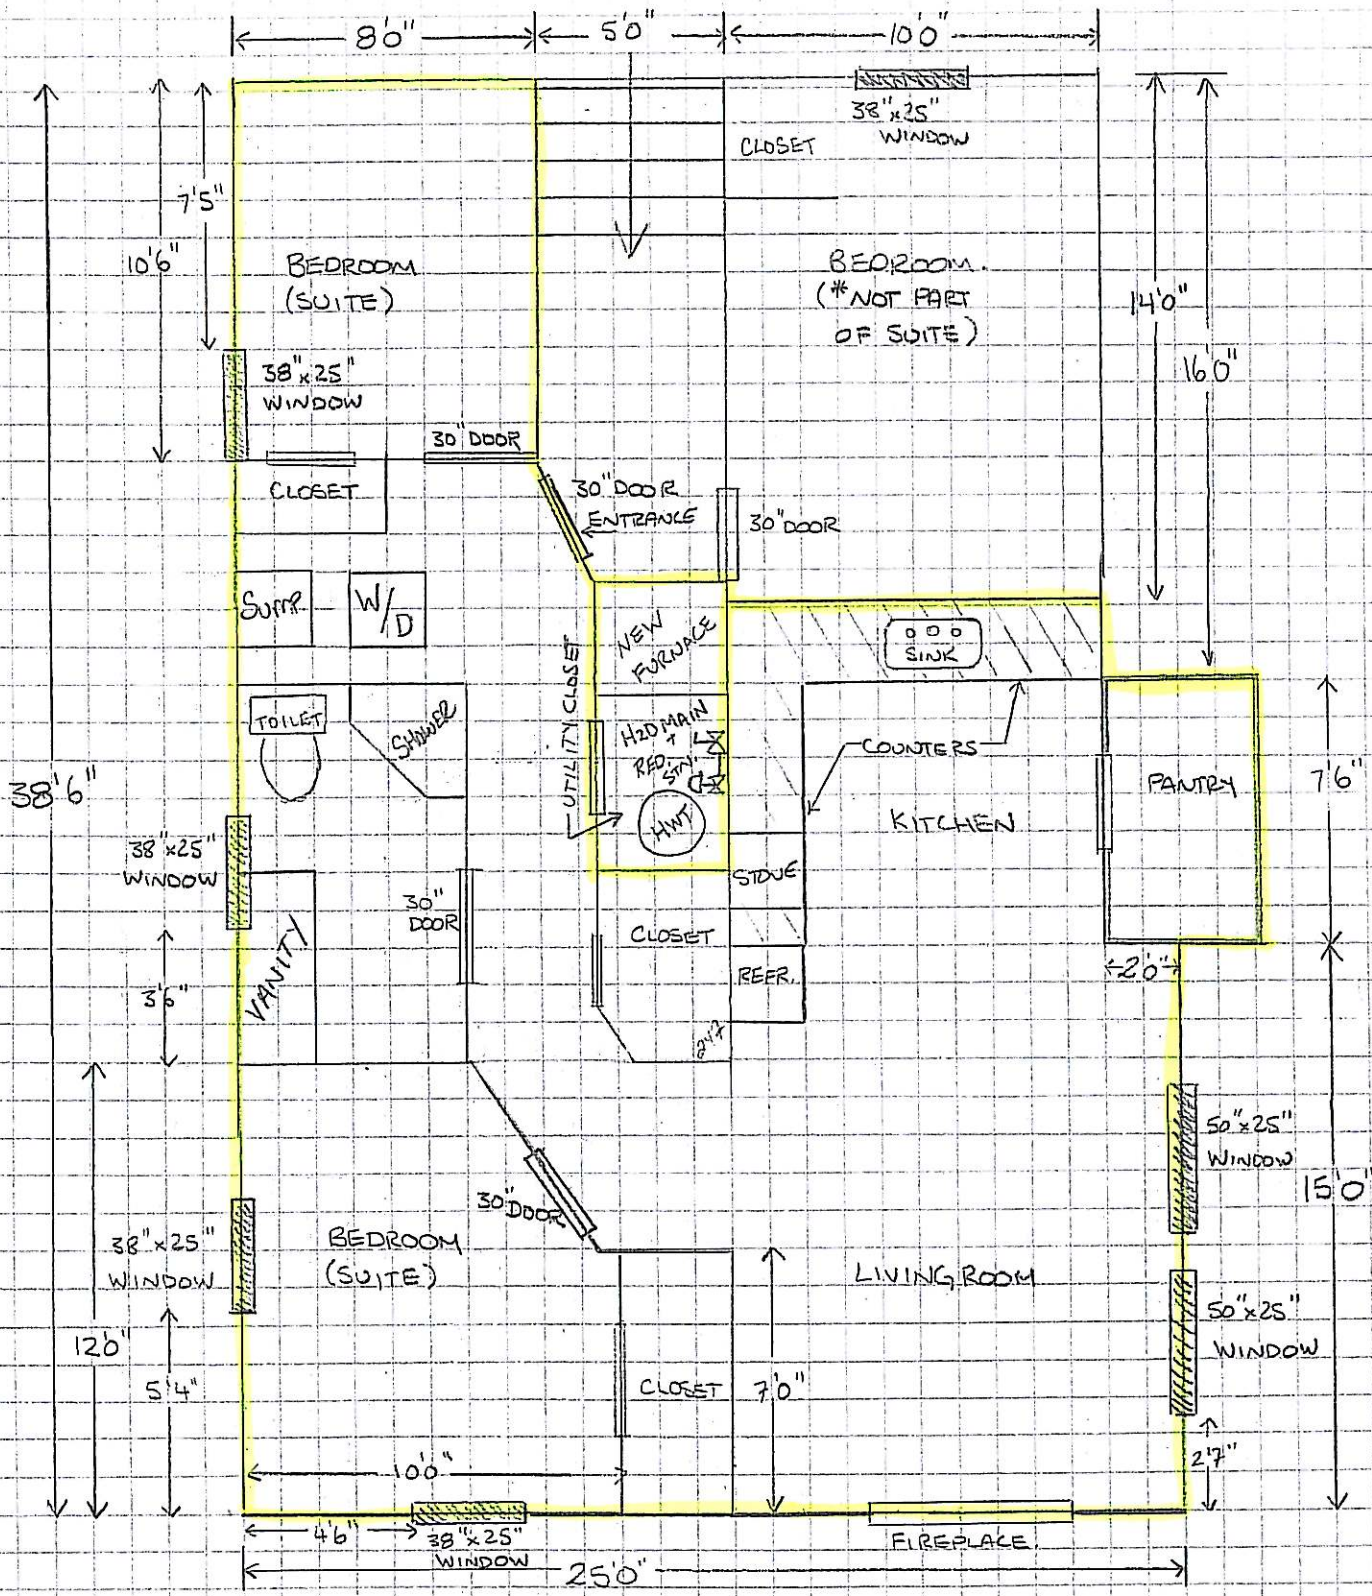 8'0"
5'0"
10'0"
38"x25"
WINDOW
CLOSET
7'5"
10'6"
BEDROOM
(SUITE)
BEDROOM.
(*NOT PART
OF SUITE)
14'0"
16'0"
38"x25"
WINDOW
30" DOOR
CLOSET
30" DOOR
ENTRANCE
30" DOOR
SUMP
W/D
NEW
FURNACE
SINK
UTILITY CLOSET
TOILET
SHOWER
H2O MAIN
+
RED. STN.
HWT
COUNTERS
KITCHEN
PANTRY
7'6"
38'6"
38"x25"
WINDOW
STOVE
30"
DOOR
CLOSET
VANITY
REFR.
2'0"
3'6"
50"x25"
WINDOW
15'0"
30" DOOR
38"x25"
WINDOW
BEDROOM
(SUITE)
LIVING ROOM
50"x25"
WINDOW
12'0"
5'4"
CLOSET
7'0"
2'7"
10'0"
4'6"
38"x25"
WINDOW
FIREPLACE.
25'0"